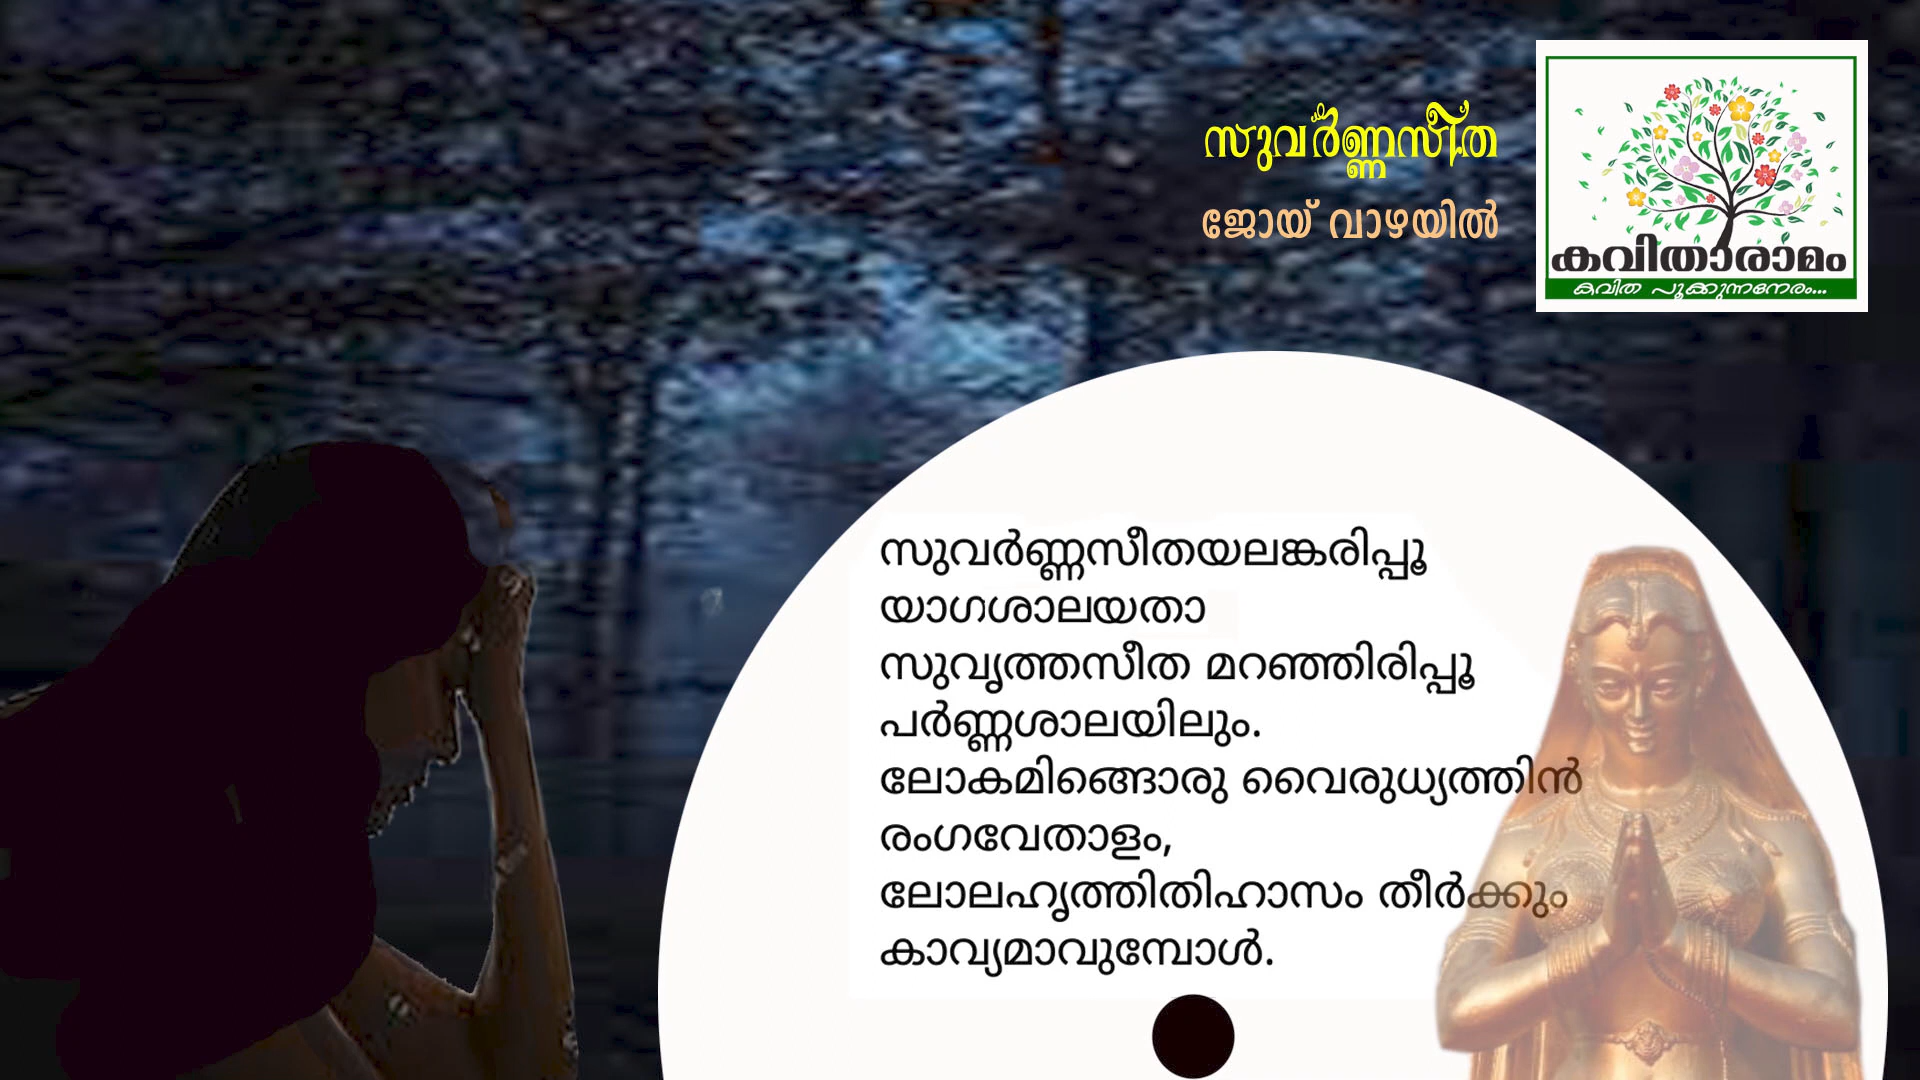 സുവർണ്ണസീത
ജോയ് വാഴയിൽ
കവിതാരാമം
കവിത പൂക്കുന്നനേരം...
സുവർണ്ണസീതയലങ്കരിപ്പൂ
യാഗശാലയതാ
സുവൃത്തസീത മറഞ്ഞിരിപ്പൂ
പർണ്ണശാലയിലും.
ലോകമിങ്ങൊരു വൈരുധ്യത്തിൻ
രംഗവേതാളം,
ലോലഹൃത്തിതിഹാസം തീർക്കും
കാവ്യമാവുമ്പോൾ.